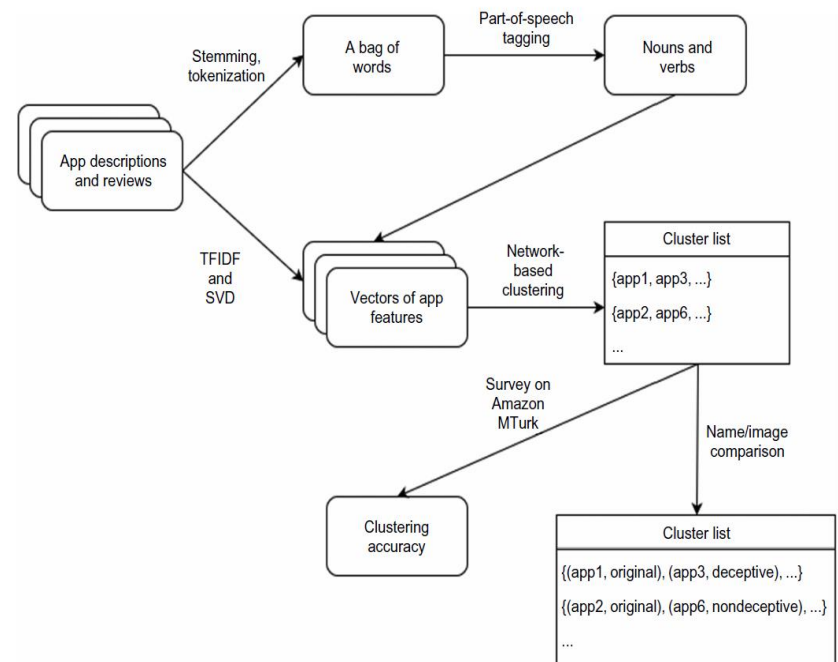 Stemming,
tokenization
A bag of
words
Part-of-speech
tagging
Nouns and
verbs
App descriptions
and reviews
TFIDF
and
SVD
Vectors of app
features
Network-
based
clustering
Cluster list
{app1, app3, ...}
{app2, app6, ...}
...
Survey on
Amazon
MTurk
Name/image
comparison
Clustering
accuracy
Cluster list
{(app1, original), (app3, deceptive), ...}
{(app2, original), (app6, nondeceptive), ...}
...